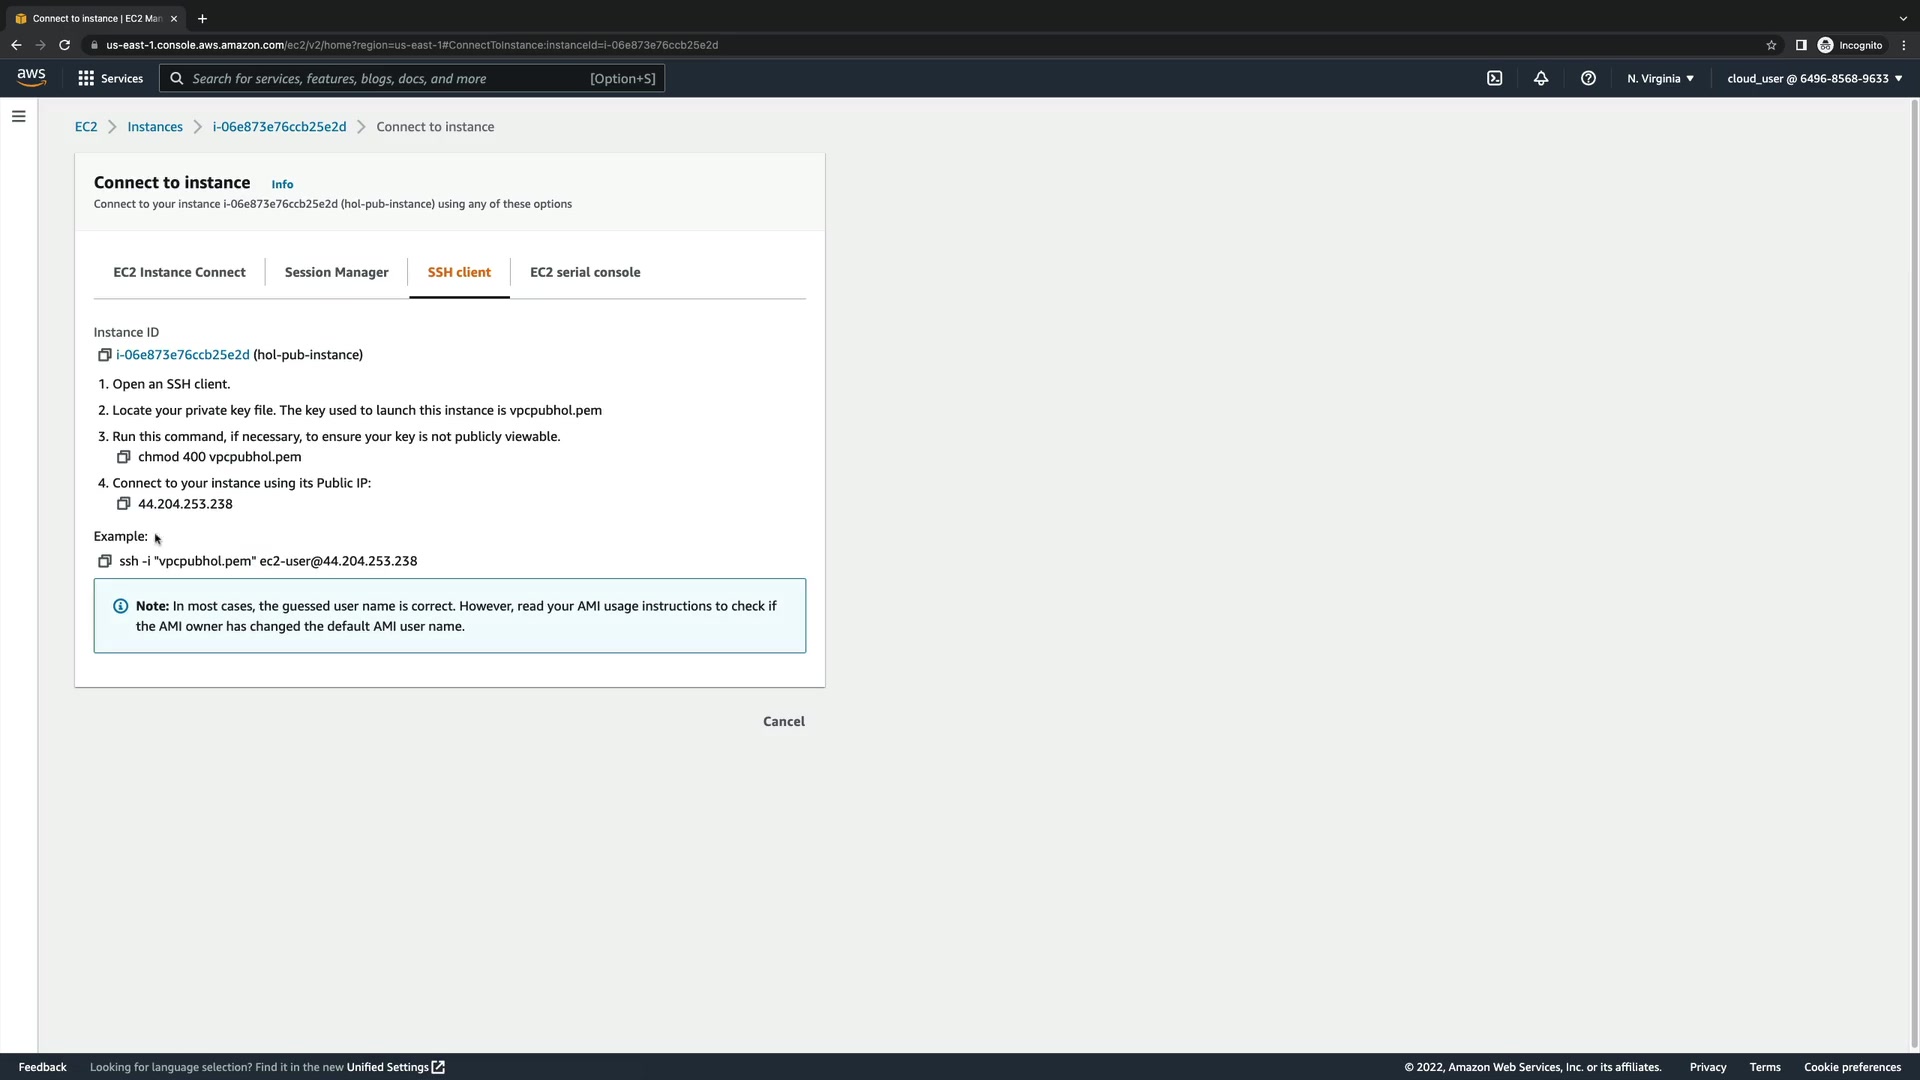 Connect to instance | EC2 Man
us-east-1.console.aws.amazon.com/ec2/v2/home?region=us-east-1#ConnectToInstance:instanceId=i-06e873e76ccb25e2d
Incognito
aws
Services
Search for services, features, blogs, docs, and more
[Option+S]
N. Virginia
cloud_user @ 6496-8568-9633
EC2 > Instances > i-06e873e76ccb25e2d > Connect to instance
Connect to instance Info
Connect to your instance i-06e873e76ccb25e2d (hol-pub-instance) using any of these options
EC2 Instance Connect
Session Manager
SSH client
EC2 serial console
Instance ID
i-06e873e76ccb25e2d (hol-pub-instance)
1. Open an SSH client.
2. Locate your private key file. The key used to launch this instance is vpcpubhol.pem
3. Run this command, if necessary, to ensure your key is not publicly viewable.
chmod 400 vpcpubhol.pem
4. Connect to your instance using its Public IP:
44.204.253.238
Example:
ssh -i "vpcpubhol.pem" ec2-user@44.204.253.238
Note: In most cases, the guessed user name is correct. However, read your AMI usage instructions to check if
the AMI owner has changed the default AMI user name.
Cancel
Feedback
Looking for language selection? Find it in the new Unified Settings
© 2022, Amazon Web Services, Inc. or its affiliates.
Privacy
Terms
Cookie preferences